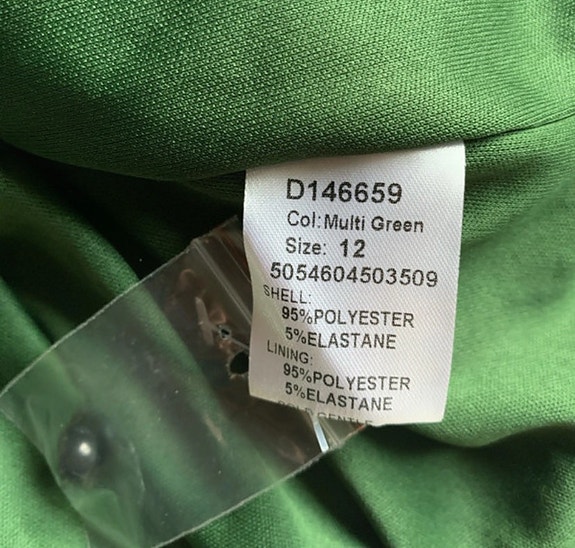 D146659
Col: Multi Green
Size: 12
5054604503509
SHELL:
95%POLYESTER
5%ELASTANE
LINING:
95%POLYESTER
5%ELASTANE